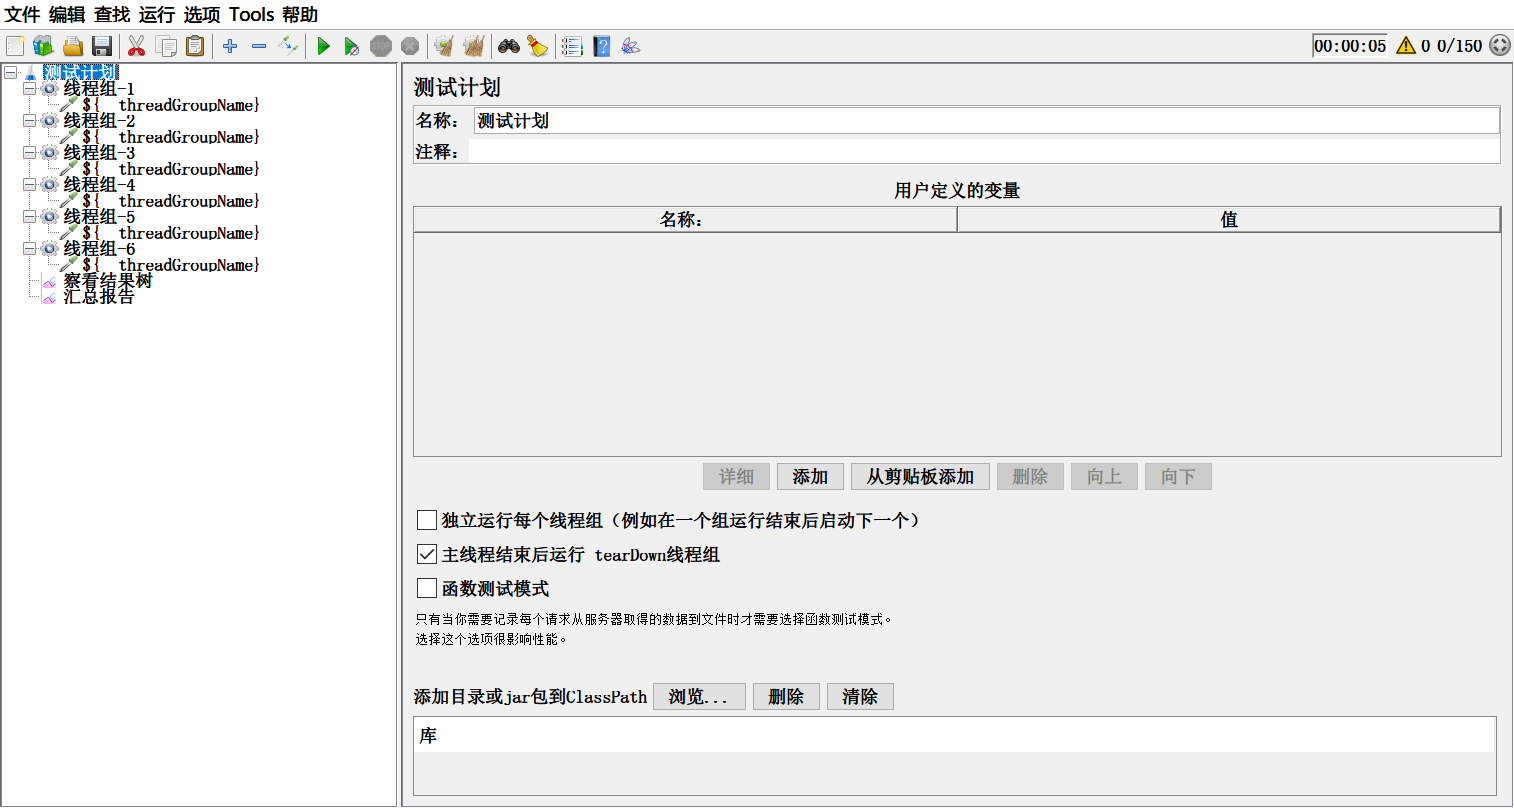 文件 编辑 查找 运行 选项 Tools 帮助
STOP
00:00:05 0 0/150
测试计划
线程组-1
${__threadGroupName}
线程组-2
${__threadGroupName}
线程组-3
${__threadGroupName}
线程组-4
${__threadGroupName}
线程组-5
${__threadGroupName}
线程组-6
${__threadGroupName}
察看结果树
汇总报告
测试计划
名称: 测试计划
注释:
用户定义的变量
名称: 值
详细 添加 从剪贴板添加 删除 向上 向下
独立运行每个线程组（例如在一个组运行结束后启动下一个）
主线程结束后运行 tearDown线程组
函数测试模式
只有当你需要记录每个请求从服务器取得的数据到文件时才需要选择函数测试模式。
选择这个选项很影响性能。
添加目录或jar包到ClassPath 浏览... 删除 清除
库